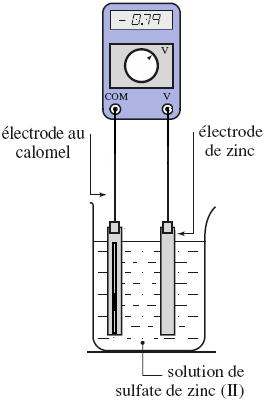 - 0.79
V
COM V
électrode au
calomel
électrode
de zinc
solution de
sulfate de zinc (II)